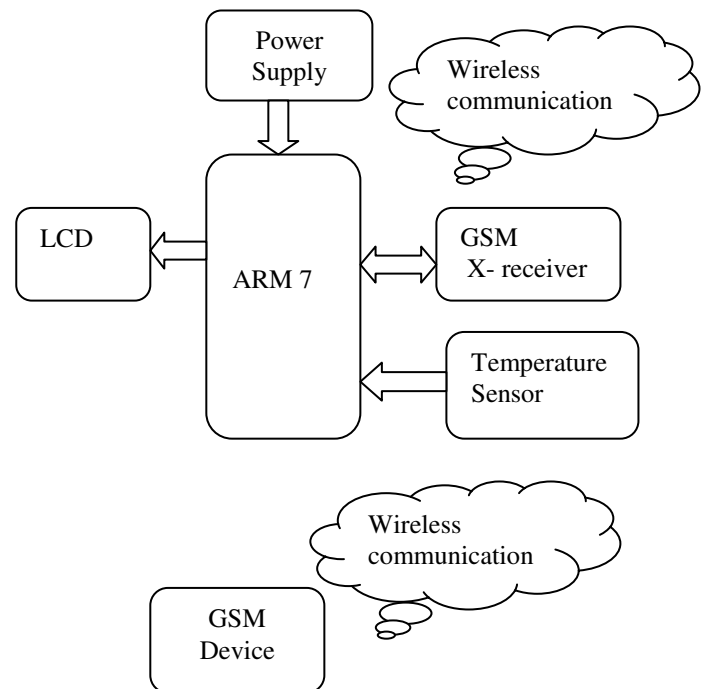 Power
Supply
Wireless
communication
LCD
ARM 7
GSM
X- receiver
Temperature
Sensor
Wireless
communication
GSM
Device